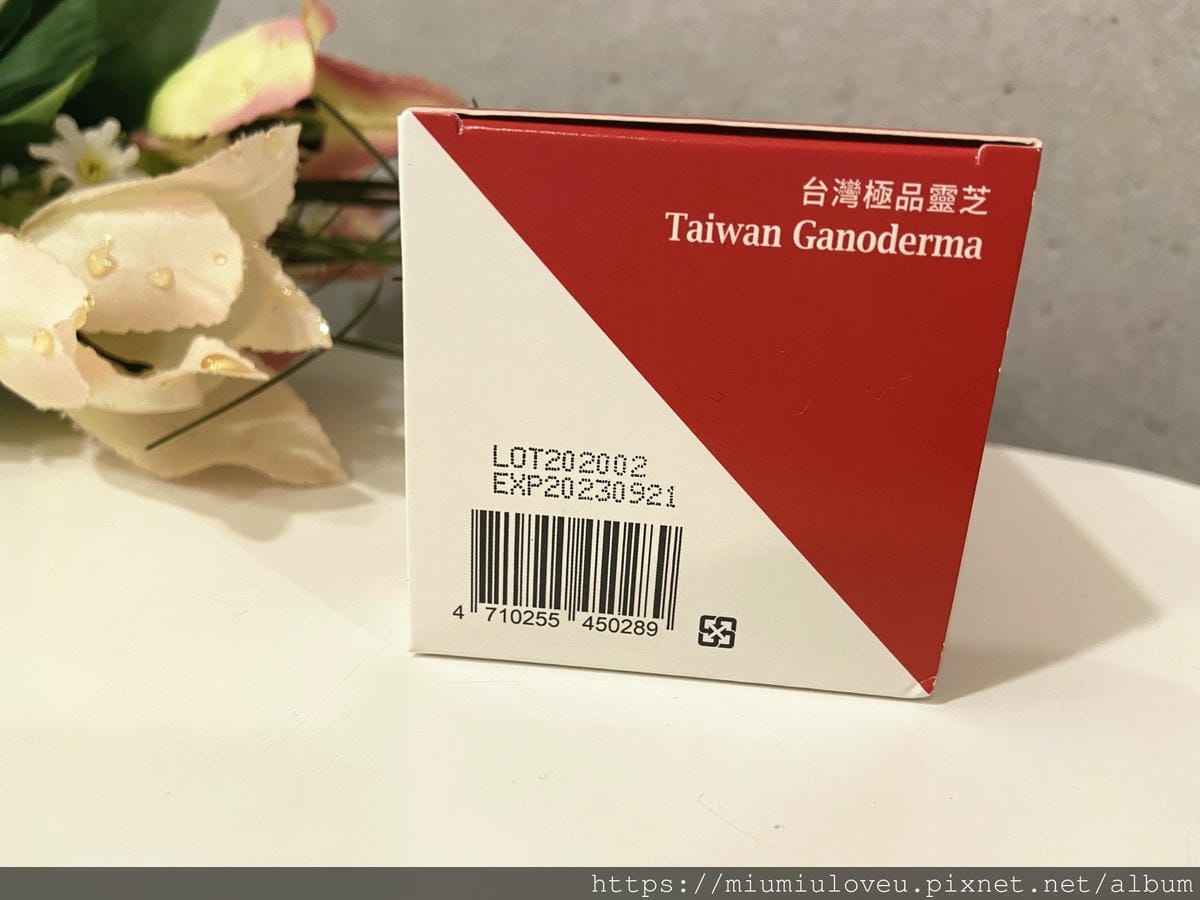 台灣極品靈芝
Taiwan Ganoderma
LOT202002
EXP20230921
4 710255 450289
https://miumiuloveu.pixnet.net/album